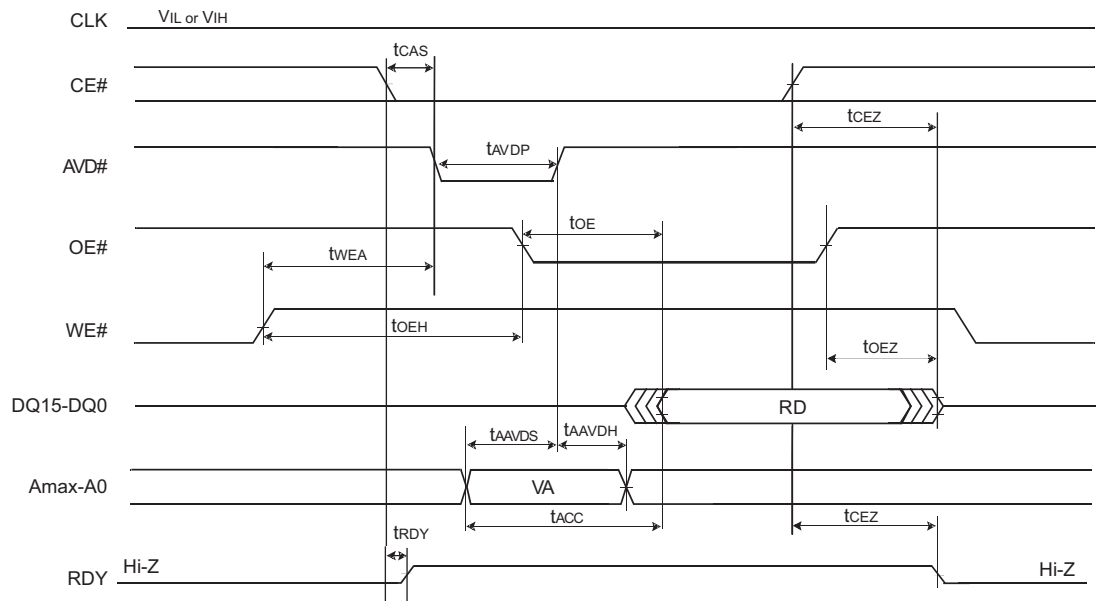 CLK VIL or VIH
tCAS
CE#
tCEZ
AVD# tAVDP
OE# tOE
tWEA
WE# tOEH
tOEZ
DQ15-DQ0 RD
tAAVDS tAAVDH
Amax-A0 VA
tACC tCEZ
tRDY
RDY Hi-Z Hi-Z